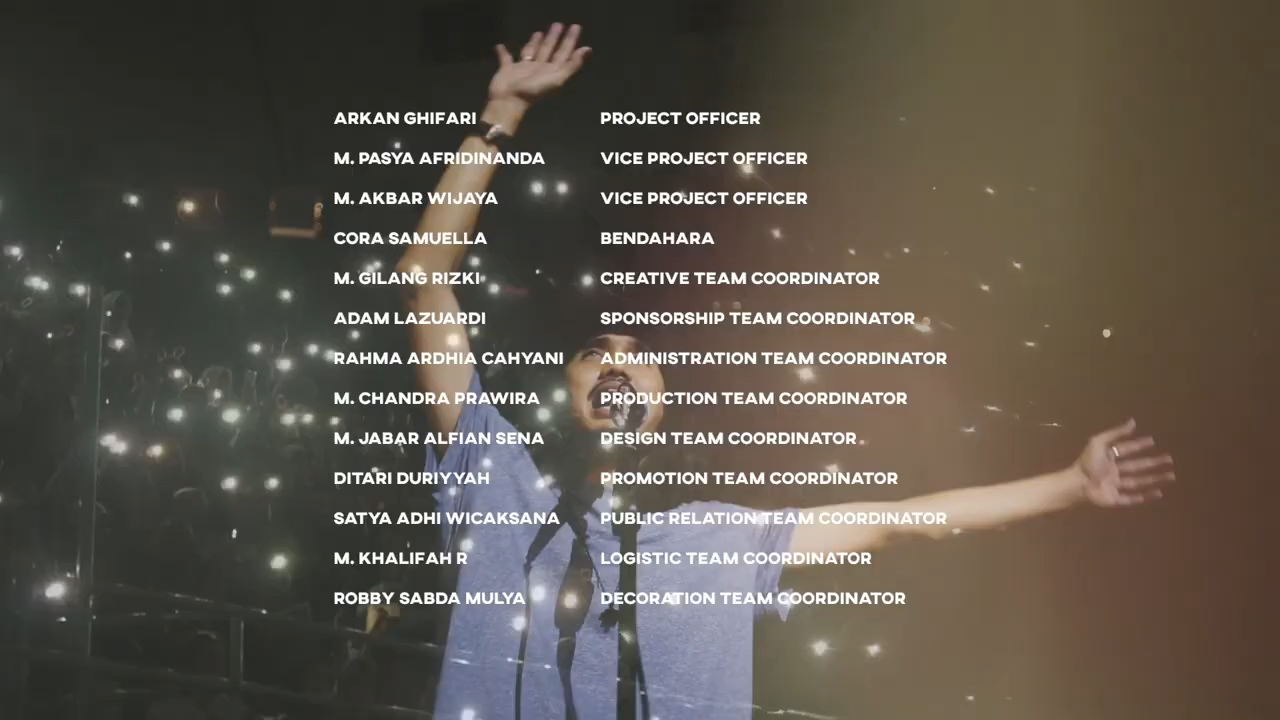 ARKAN GHIFARI PROJECT OFFICER
M. PASYA AFRIDINANDA VICE PROJECT OFFICER
M. AKBAR WIJAYA VICE PROJECT OFFICER
CORA SAMUELLA BENDAHARA
M. GILANG RIZKI CREATIVE TEAM COORDINATOR
ADAM LAZUARDI SPONSORSHIP TEAM COORDINATOR
RAHMA ARDHIA CAHYANI ADMINISTRATION TEAM COORDINATOR
M. CHANDRA PRAWIRA PRODUCTION TEAM COORDINATOR
M. JABAR ALFIAN SENA DESIGN TEAM COORDINATOR
DITARI DURIYYAH PROMOTION TEAM COORDINATOR
SATYA ADHI WICAKSANA PUBLIC RELATION TEAM COORDINATOR
M. KHALIFAH R LOGISTIC TEAM COORDINATOR
ROBBY SABDA MULYA DECORATION TEAM COORDINATOR